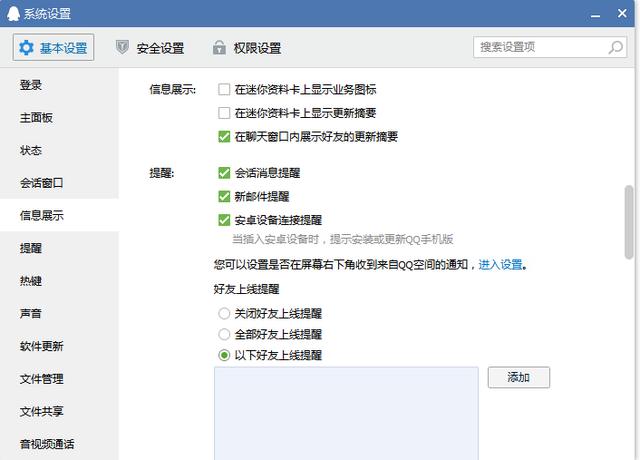 系统设置
基本设置 安全设置 权限设置 搜索设置项
登录
主面板
状态
会话窗口
信息展示
提醒
热键
声音
软件更新
文件管理
文件共享
音视频通话
信息展示: 在迷你资料卡上显示业务图标
在迷你资料卡上显示更新摘要
在聊天窗口内展示好友的更新摘要
提醒: 会话消息提醒
新邮件提醒
安卓设备连接提醒
当插入安卓设备时，提示安装或更新QQ手机版
您可以设置是否在屏幕右下角收到来自QQ空间的通知，进入设置。
好友上线提醒
关闭好友上线提醒
全部好友上线提醒
以下好友上线提醒
添加